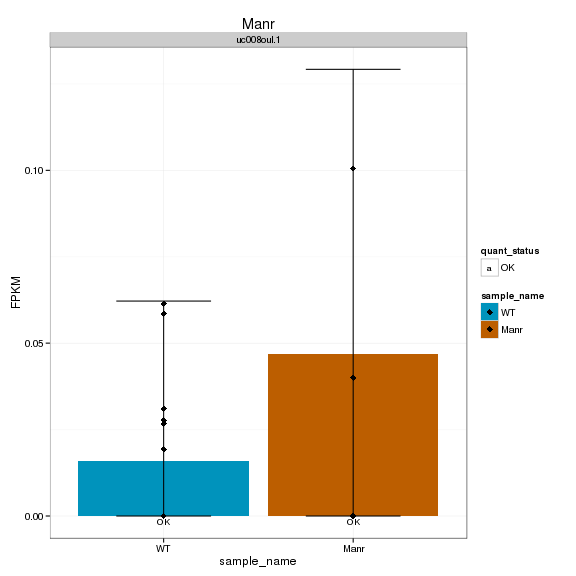 Manr
uc008oul.1
FPKM
0.10
0.05
0.00
OK
OK
WT
Manr
sample_name
quant_status
a OK
sample_name
WT
Manr